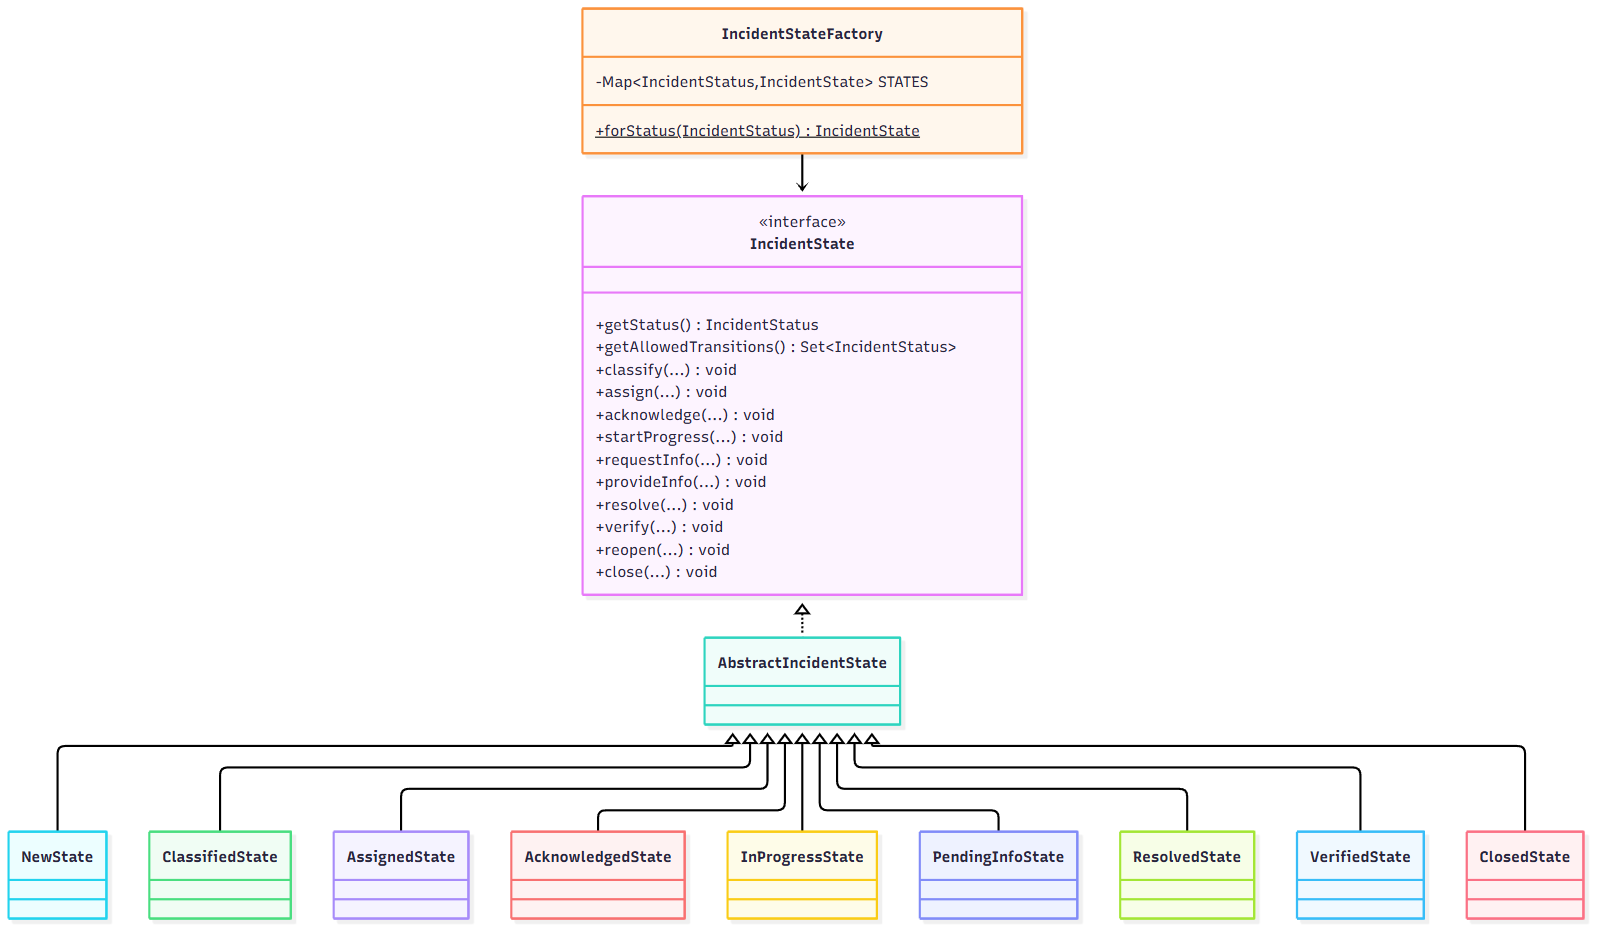 IncidentStateFactory
-Map<IncidentStatus,IncidentState> STATES
+forStatus(IncidentStatus) : IncidentState
«interface»
IncidentState
+getStatus() : IncidentStatus
+getAllowedTransitions() : Set<IncidentStatus>
+classify(...) : void
+assign(...) : void
+acknowledge(...) : void
+startProgress(...) : void
+requestInfo(...) : void
+provideInfo(...) : void
+resolve(...) : void
+verify(...) : void
+reopen(...) : void
+close(...) : void
AbstractIncidentState
NewState
ClassifiedState
AssignedState
AcknowledgedState
InProgressState
PendingInfoState
ResolvedState
VerifiedState
ClosedState